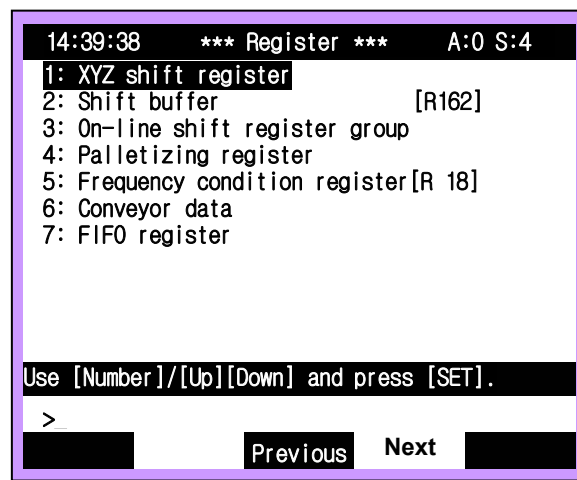 14:39:38 *** Register *** A:0 S:4
1: XYZ shift register
2: Shift buffer [R162]
3: On-line shift register group
4: Palletizing register
5: Frequency condition register[R 18]
6: Conveyor data
7: FIFO register
Use [Number]/[Up][Down] and press [SET].
>_
Previous Next